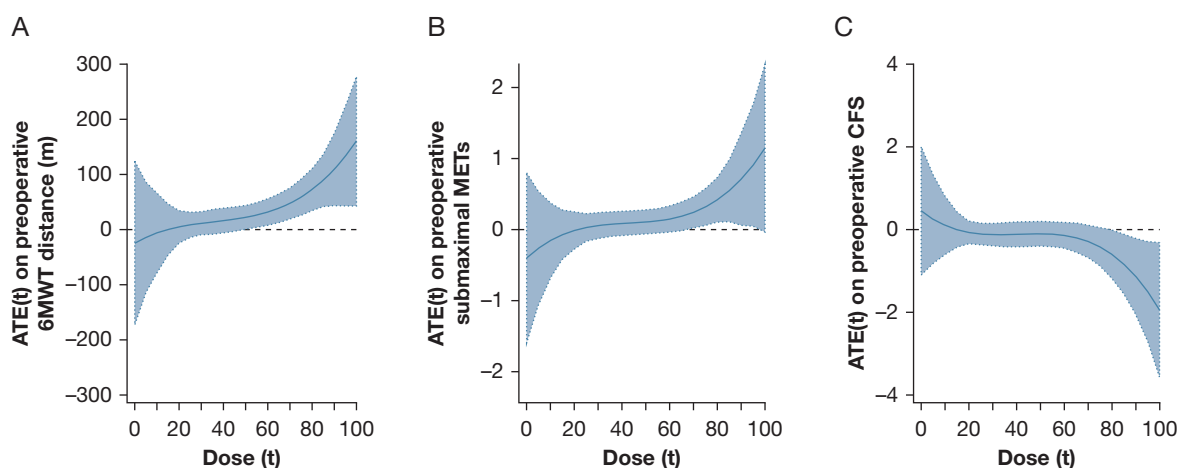 A
ATE(t) on preoperative
6MWT distance (m)
300
200
100
0
−100
−200
−300
0 20 40 60 80 100
Dose (t)
B
ATE(t) on preoperative
submaximal METs
2
1
0
−1
−2
0 20 40 60 80 100
Dose (t)
C
ATE(t) on preoperative CFS
4
2
0
−2
−4
0 20 40 60 80 100
Dose (t)